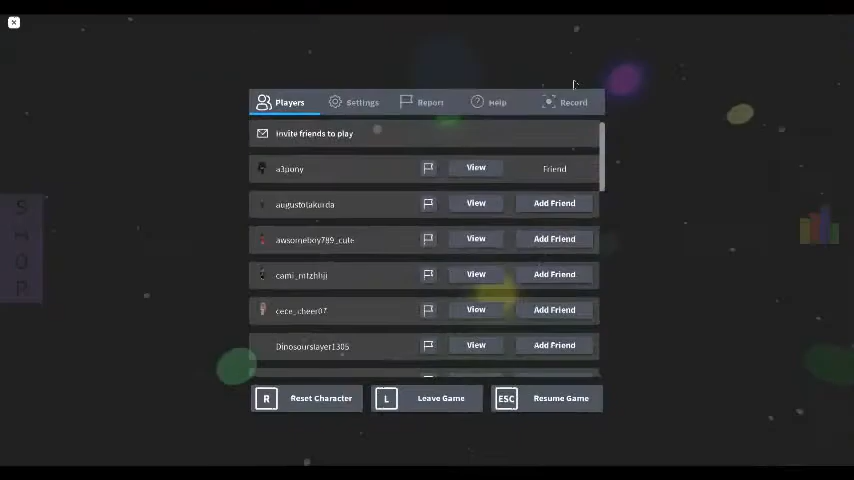 Players Settings Report Help Record
Invite friends to play
a3pony View Friend
augustotakurda View Add Friend
awsomeboy789_cute View Add Friend
View Add Friend
cece_cheer07 View Add Friend
Dinosourslayer1305 View Add Friend
SHOP
R Reset Character L Leave Game ESC Resume Game